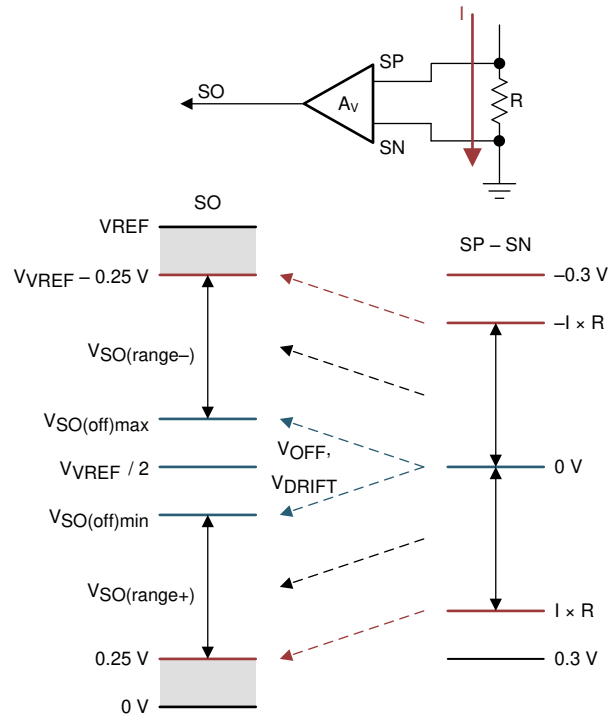 I
SP
SO
AV
R
SN
SO
VREF
SP – SN
VVREF – 0.25 V
–0.3 V
–I × R
VSO(range–)
VSO(off)max
VOFF,
VVREF / 2
0 V
VDRIFT
VSO(off)min
VSO(range+)
I × R
0.25 V
0.3 V
0 V